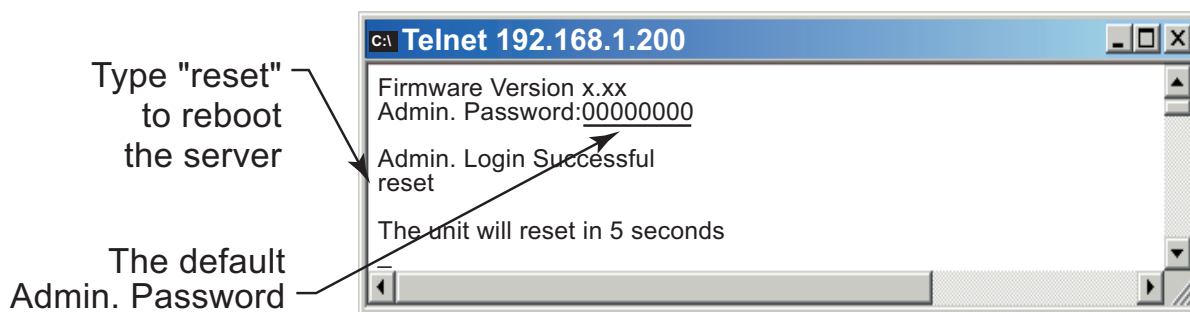 C:\ Telnet 192.168.1.200
Type "reset"
to reboot
the server
Firmware Version x.xx
Admin. Password:00000000
Admin. Login Successful
reset
The unit will reset in 5 seconds
_
The default
Admin. Password